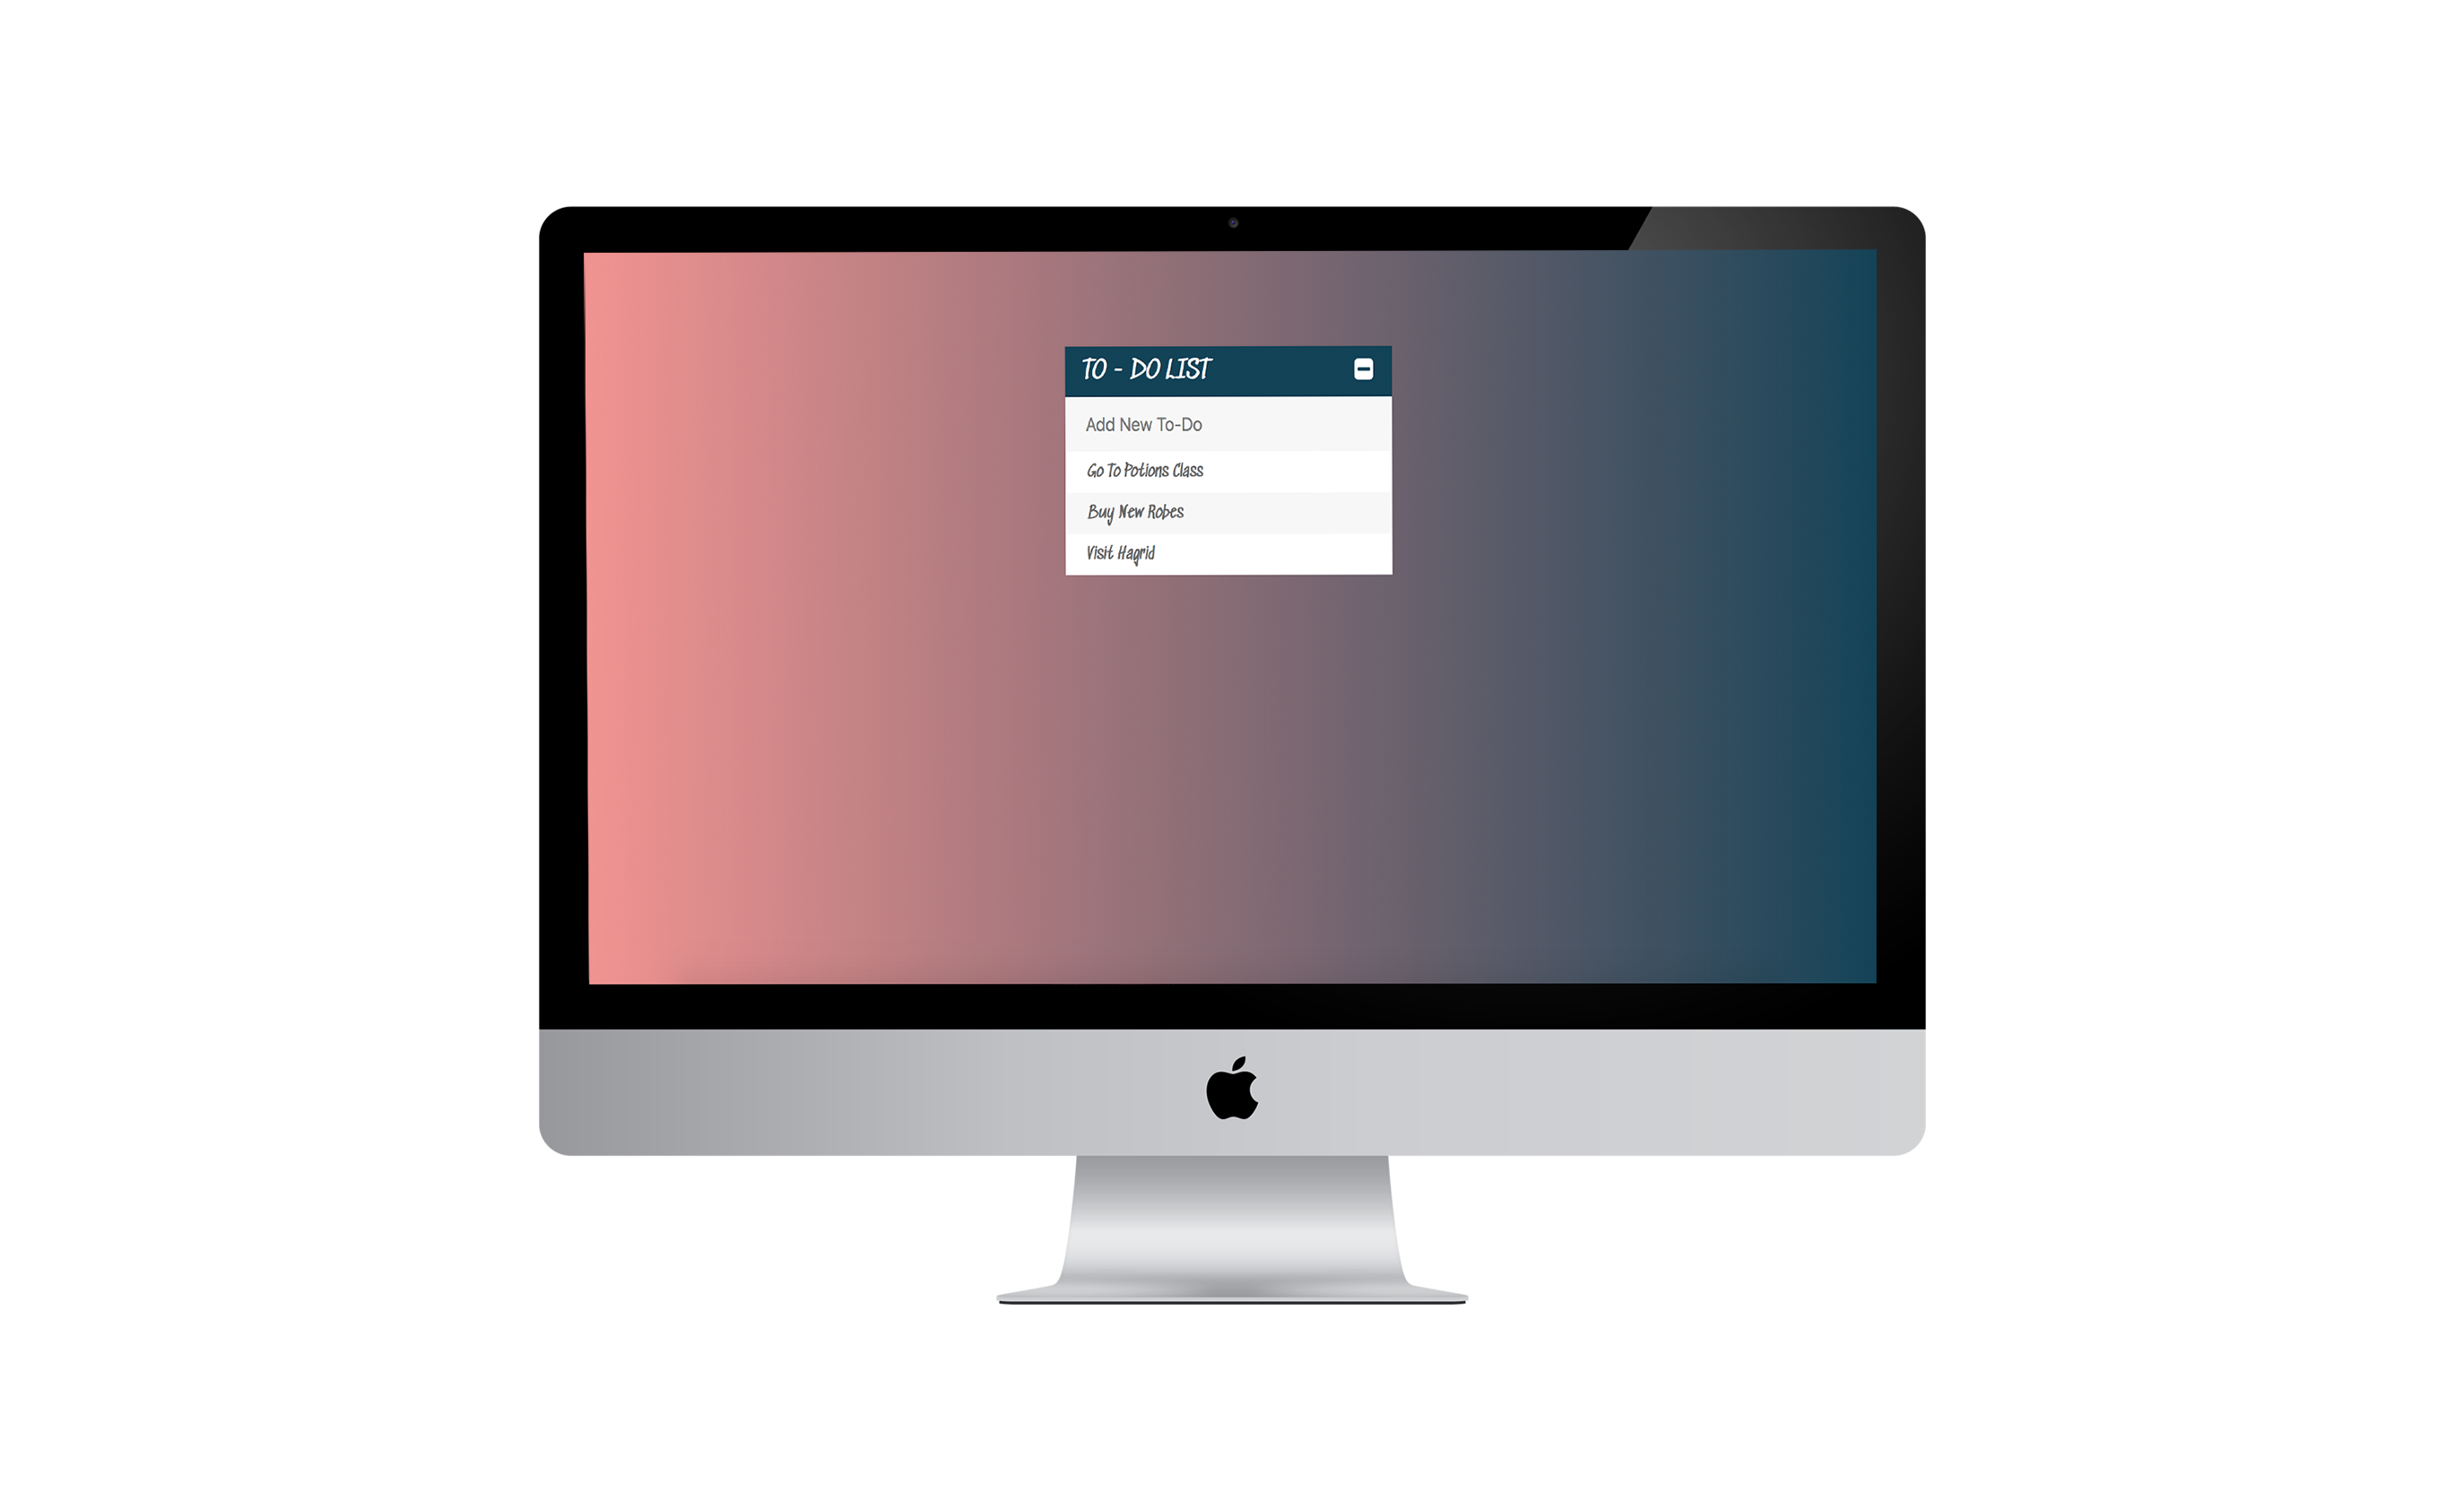 TO - DO LIST
Add New To-Do
Go To Potions Class
Buy New Robes
Visit Hagrid